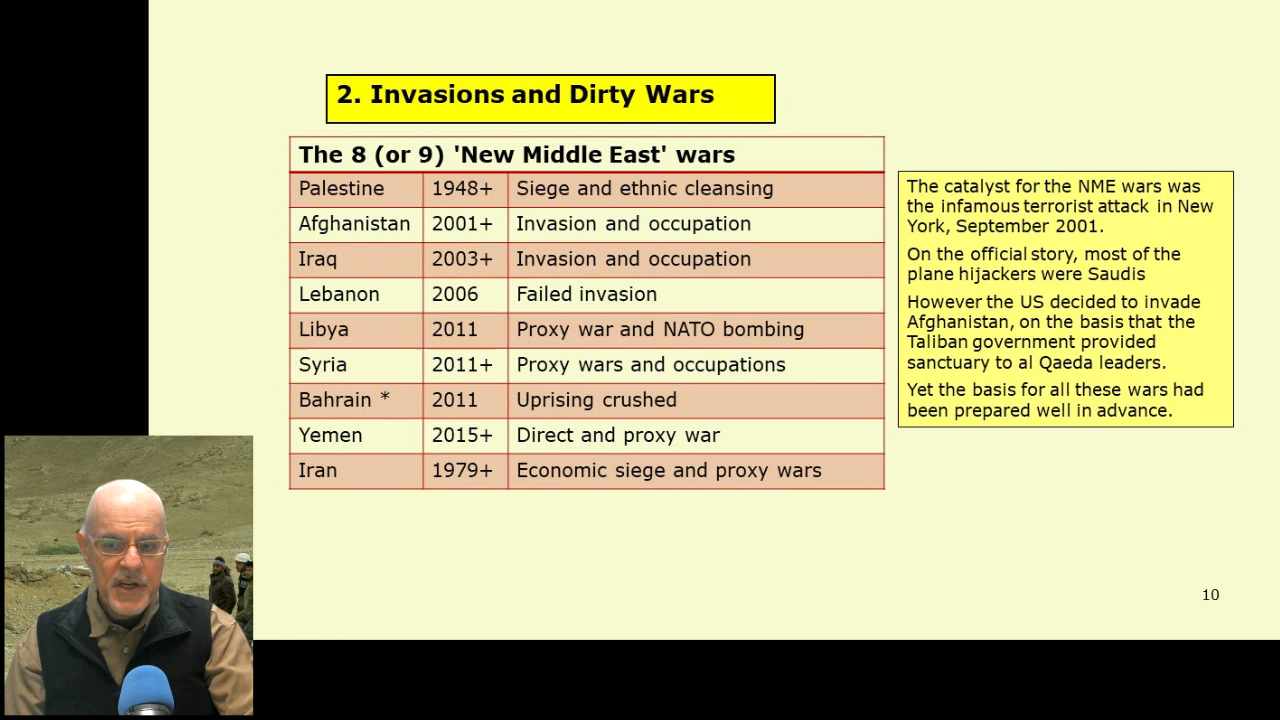 2. Invasions and Dirty Wars
The 8 (or 9) 'New Middle East' wars
Palestine 1948+ Siege and ethnic cleansing
Afghanistan 2001+ Invasion and occupation
Iraq 2003+ Invasion and occupation
Lebanon 2006 Failed invasion
Libya 2011 Proxy war and NATO bombing
Syria 2011+ Proxy wars and occupations
Bahrain * 2011 Uprising crushed
Yemen 2015+ Direct and proxy war
Iran 1979+ Economic siege and proxy wars
The catalyst for the NME wars was
the infamous terrorist attack in New
York, September 2001.
On the official story, most of the
plane hijackers were Saudis
However the US decided to invade
Afghanistan, on the basis that the
Taliban government provided
sanctuary to al Qaeda leaders.
Yet the basis for all these wars had
been prepared well in advance.
10